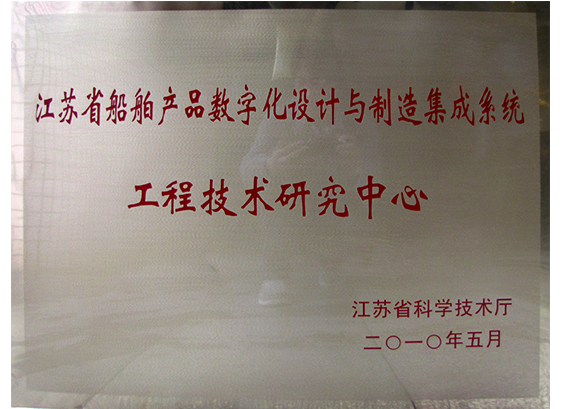 江苏省船舶产品数字化设计与制造集成系统
工程技术研究中心
江苏省科学技术厅
二〇一〇年五月